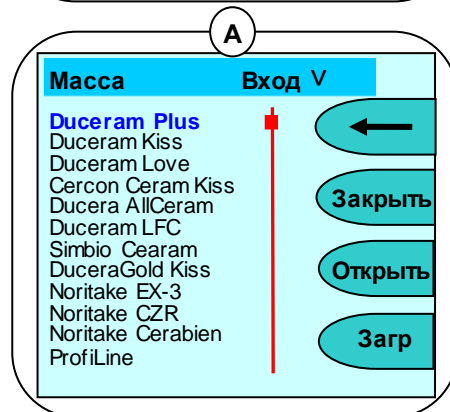 A
Масса Вход V
Duceram Plus
Duceram Kiss
Duceram Love
Cercon Ceram Kiss
Ducera AllCeram
Duceram LFC
Simbio Cearam
DuceraGold Kiss
Noritake EX-3
Noritake CZR
Noritake Cerabien
ProfiLine
Закрыть
Открыть
Загр